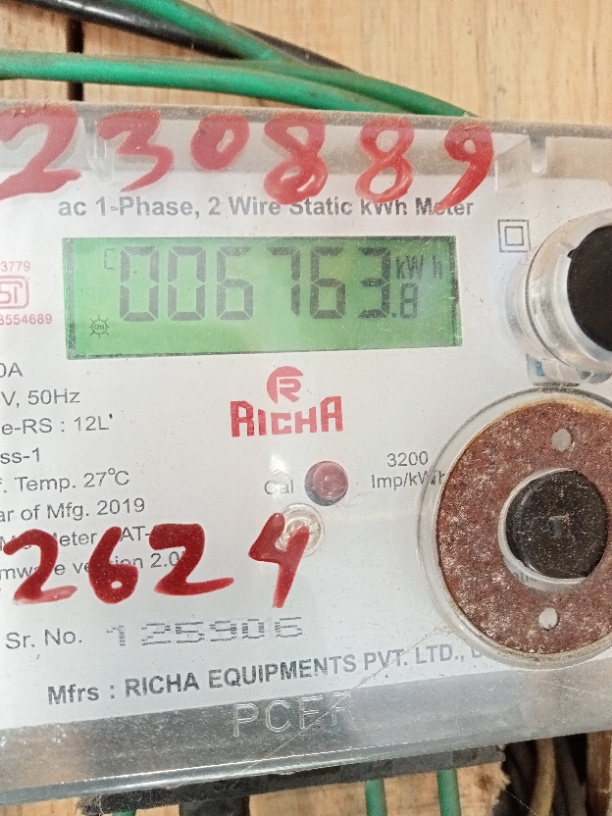 230889
ac 1-Phase, 2 Wire Static kWh Meter
C 006763.8 kWh
3779
8554689
0A
V, 50Hz
e-RS : 12L
ss-1
f. Temp. 27°C
ar of Mfg. 2019
RICHA
Cal
3200
Imp/kWh
2624
Sr. No. 125906
Mfrs : RICHA EQUIPMENTS PVT. LTD.,